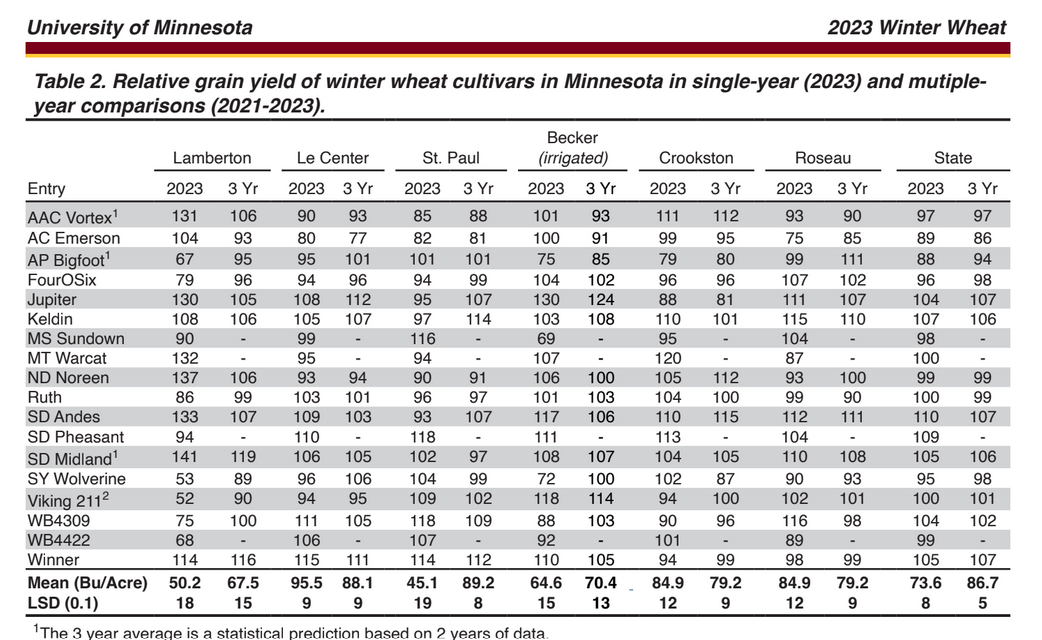 University of Minnesota 2023 Winter Wheat
Table 2. Relative grain yield of winter wheat cultivars in Minnesota in single-year (2023) and mutiple-
year comparisons (2021-2023).
Becker
Lamberton Le Center St. Paul (irrigated) Crookston Roseau State
Entry 2023 3 Yr 2023 3 Yr 2023 3 Yr 2023 3 Yr 2023 3 Yr 2023 3 Yr 2023 3 Yr
AAC Vortex¹ 131 106 90 93 85 88 101 93 111 112 93 90 97 97
AC Emerson 104 93 80 77 82 81 100 91 99 95 75 85 89 86
AP Bigfoot¹ 67 95 95 101 101 101 75 85 79 80 99 111 88 94
FourOSix 79 96 94 96 94 99 104 102 96 96 107 102 96 98
Jupiter 130 105 108 112 95 107 130 124 88 81 111 107 104 107
Keldin 108 106 105 107 97 114 103 108 110 101 115 110 107 106
MS Sundown 90 - 99 - 116 - 69 - 95 - 104 - 98 -
MT Warcat 132 - 95 - 94 - 107 - 120 - 87 - 100 -
ND Noreen 137 106 93 94 90 91 106 100 105 112 93 100 99 99
Ruth 86 99 103 101 96 97 101 103 104 100 99 90 100 99
SD Andes 133 107 109 103 93 107 117 106 110 115 112 111 110 107
SD Pheasant 94 - 110 - 118 - 111 - 113 - 104 - 109 -
SD Midland¹ 141 119 106 105 102 97 108 107 104 105 110 108 105 106
SY Wolverine 53 89 96 106 104 99 72 100 102 87 90 93 95 98
Viking 211² 52 90 94 95 109 102 118 114 94 100 102 101 100 101
WB4309 75 100 111 105 118 109 88 103 90 96 116 98 104 102
WB4422 68 - 106 - 107 - 92 - 101 - 89 - 99 -
Winner 114 116 115 111 114 112 110 105 94 99 98 99 105 107
Mean (Bu/Acre) 50.2 67.5 95.5 88.1 45.1 89.2 64.6 70.4 84.9 79.2 84.9 79.2 73.6 86.7
LSD (0.1) 18 15 9 9 19 8 15 13 12 9 12 9 8 5
¹The 3 year average is a statistical prediction based on 2 years of data.